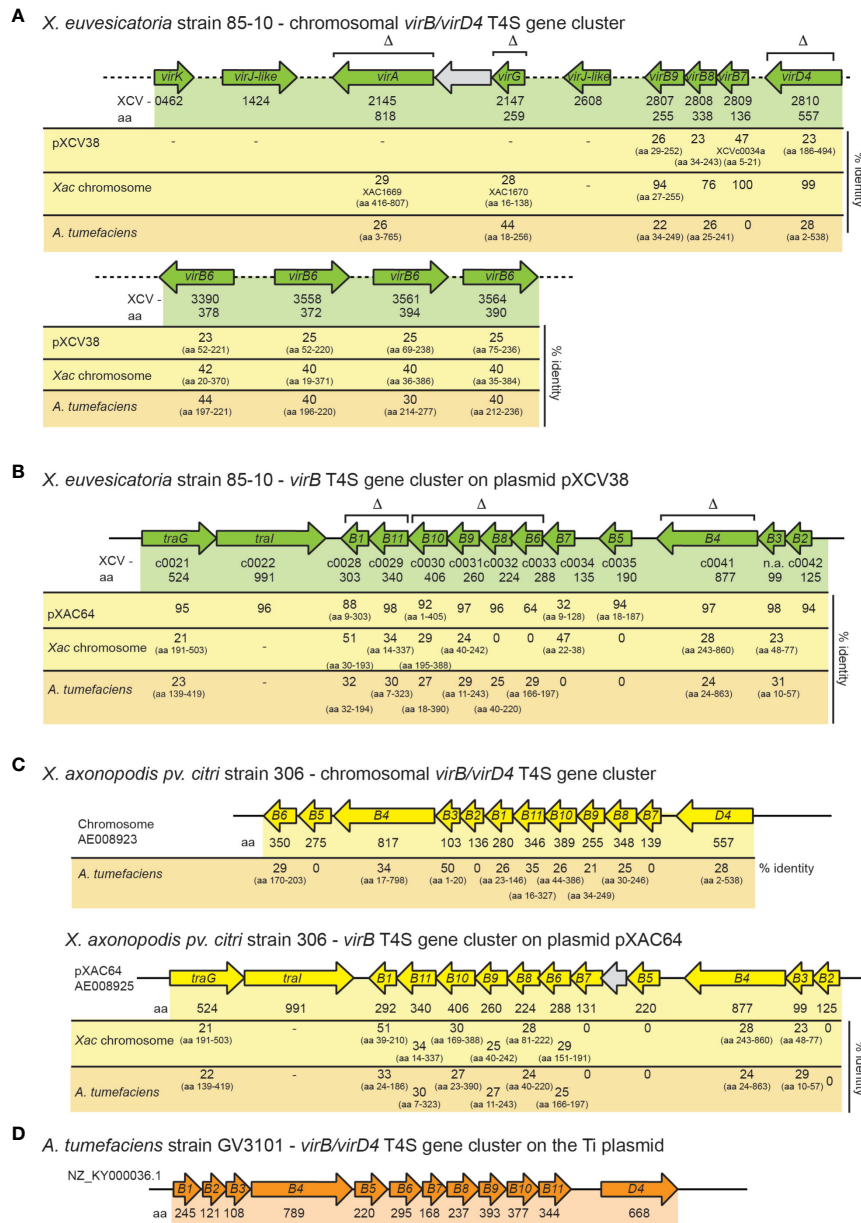 A
X. euvesicatoria strain 85-10 - chromosomal virB/virD4 T4S gene cluster
Δ Δ Δ
virK virJ-like virA virG virJ-like virB9 virB8 virB7 virD4
XCV - 0462 1424 2145 2147 2608 2807 2808 2809 2810
aa 818 259 255 338 136 557
pXCV38 - - - - - 26 23 47 23
(aa 29-252) XCVc0034a (aa 186-494)
(aa 34-243) (aa 5-21)
Xac chromosome 29 28 - 94 76 100 99
XAC1669 XAC1670 (aa 27-255)
(aa 416-807) (aa 16-138)
A. tumefaciens 26 44 22 26 0 28
(aa 3-765) (aa 18-256) (aa 34-249) (aa 25-241) (aa 2-538)
% identity
virB6 virB6 virB6 virB6
XCV - 3390 3558 3561 3564
aa 378 372 394 390
pXCV38 23 25 25 25
(aa 52-221) (aa 52-220) (aa 69-238) (aa 75-236)
Xac chromosome 42 40 40 40
(aa 20-370) (aa 19-371) (aa 36-386) (aa 35-384)
A. tumefaciens 44 40 30 40
(aa 197-221) (aa 196-220) (aa 214-277) (aa 212-236)
% identity
B
X. euvesicatoria strain 85-10 - virB T4S gene cluster on plasmid pXCV38
Δ Δ Δ
traG traI B1 B11 B10 B9 B8 B6 B7 B5 B4 B3 B2
XCV - c0021 c0022 c0028 c0029 c0030 c0031 c0032 c0033 c0034 c0035 c0041 n.a. c0042
aa 524 991 303 340 406 260 224 288 135 190 877 99 125
pXAC64 95 96 88 98 92 97 96 64 32 94 97 98 94
(aa 9-303) (aa 1-405) (aa 9-128) (aa 18-187)
Xac chromosome 21 - 51 34 29 24 0 0 47 0 28 23
(aa 191-503) (aa 14-337) (aa 40-242) (aa 22-38) (aa 243-860) (aa 48-77)
(aa 30-193) (aa 195-388)
A. tumefaciens 23 - 32 30 27 29 25 29 0 0 24 31
(aa 139-419) (aa 7-323) (aa 11-243) (aa 166-197) (aa 24-863) (aa 10-57)
(aa 32-194) (aa 18-390) (aa 40-220)
% identity
C
X. axonopodis pv. citri strain 306 - chromosomal virB/virD4 T4S gene cluster
B6 B5 B4 B3 B2 B1 B11 B10 B9 B8 B7 D4
Chromosome
AE008923
aa 350 275 817 103 136 280 346 389 255 348 139 557
A. tumefaciens 29 0 34 50 0 26 35 26 21 25 0 28 % identity
(aa 170-203) (aa 17-798) (aa 1-20) (aa 23-146) (aa 44-386) (aa 30-246) (aa 2-538)
(aa 16-327) (aa 34-249)
X. axonopodis pv. citri strain 306 - virB T4S gene cluster on plasmid pXAC64
pXAC64
AE008925
traG traI B1 B11 B10 B9 B8 B6 B7 B5 B4 B3 B2
aa 524 991 292 340 406 260 224 288 131 220 877 99 125
Xac chromosome 21 - 51 30 28 0 0 28 23 0
(aa 191-503) (aa 39-210) (aa 169-388) (aa 81-222) (aa 243-860) (aa 48-77)
34 25 29
(aa 14-337) (aa 40-242) (aa 151-191)
A. tumefaciens 22 - 33 27 24 0 0 24 29 0
(aa 139-419) (aa 24-186) (aa 23-390) (aa 40-220) (aa 24-863) (aa 10-57)
30 27 25
(aa 7-323) (aa 11-243) (aa 166-197)
% identity
D
A. tumefaciens strain GV3101 - virB/virD4 T4S gene cluster on the Ti plasmid
NZ_KY000036.1
B1 B2 B3 B4 B5 B6 B7 B8 B9 B10 B11 D4
aa 245 121 108 789 220 295 168 237 393 377 344 668